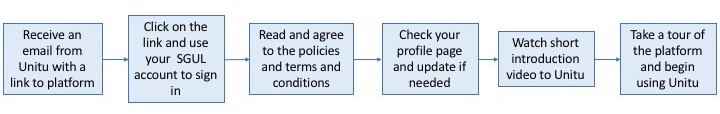 Receive an
email from
Unitu with a
link to platform
Click on the
link and use
your SGUL
account to sign
in
Read and agree
to the policies
and terms and
conditions
Check your
profile page
and update if
needed
Watch short
introduction
video to Unitu
Take a tour of
the platform
and begin
using Unitu